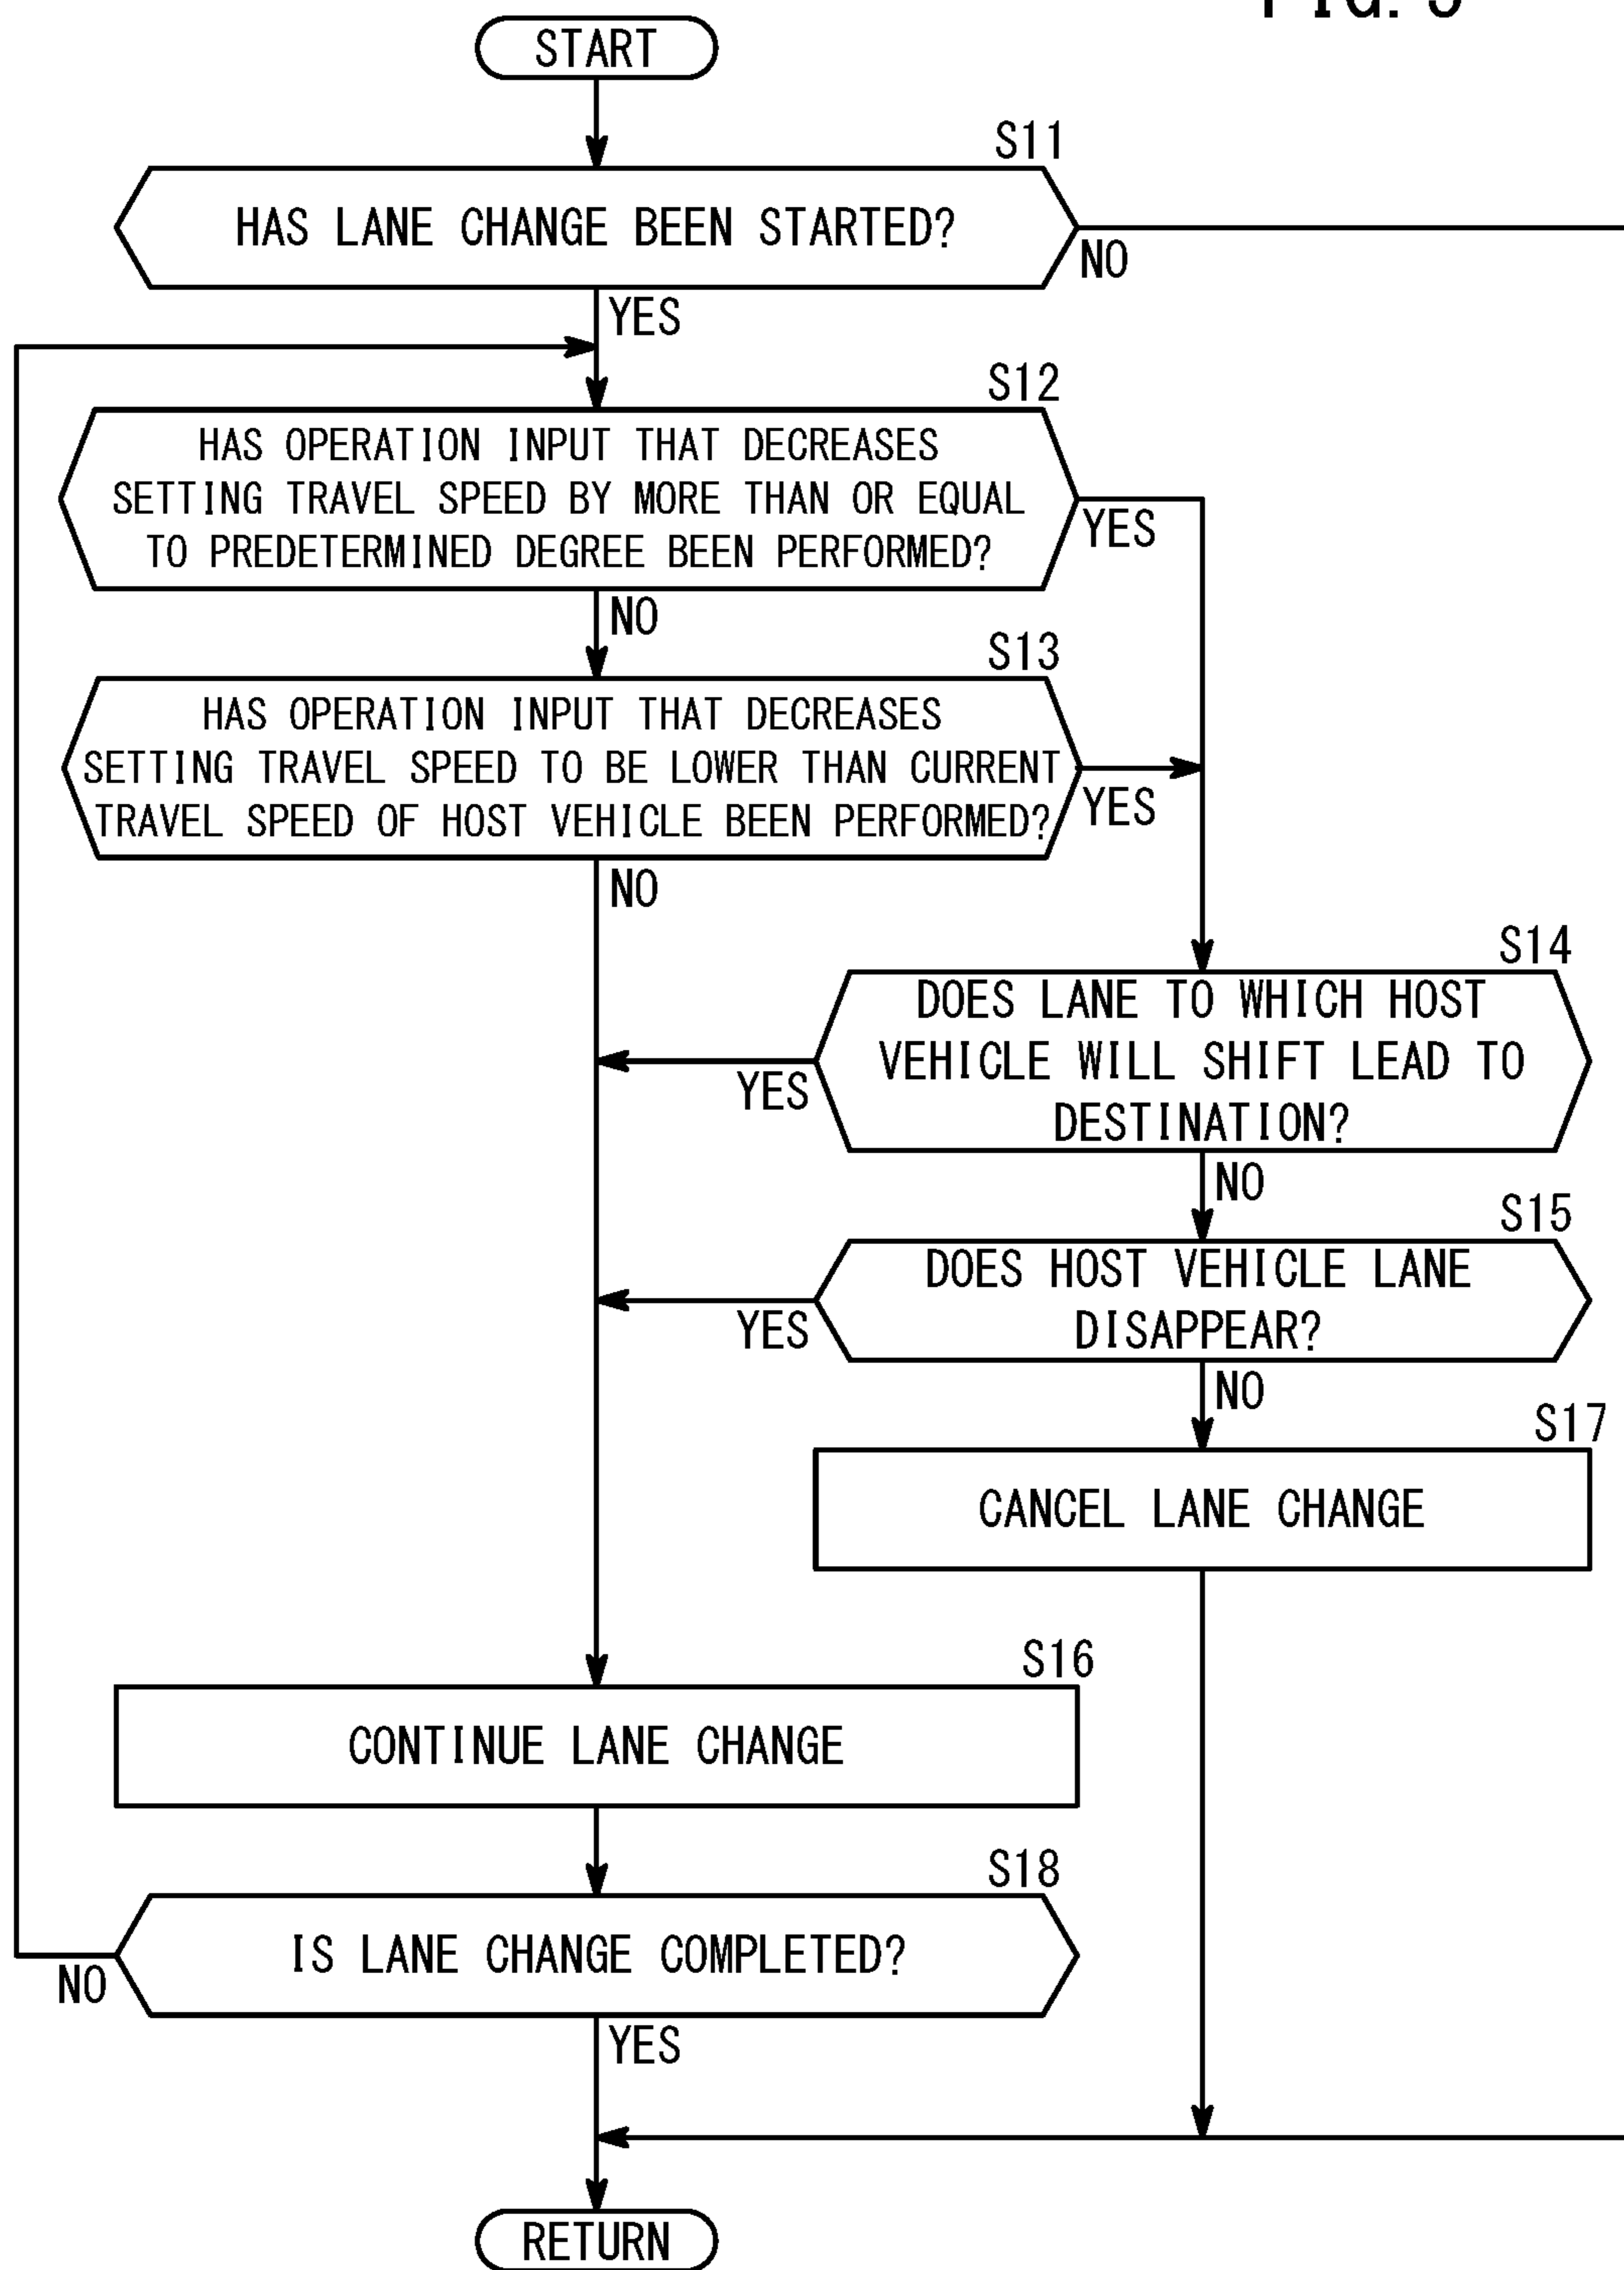 START
S11
HAS LANE CHANGE BEEN STARTED?
NO
YES
S12
HAS OPERATION INPUT THAT DECREASES
SETTING TRAVEL SPEED BY MORE THAN OR EQUAL
TO PREDETERMINED DEGREE BEEN PERFORMED?
YES
NO
S13
HAS OPERATION INPUT THAT DECREASES
SETTING TRAVEL SPEED TO BE LOWER THAN CURRENT
TRAVEL SPEED OF HOST VEHICLE BEEN PERFORMED?
YES
NO
S14
DOES LANE TO WHICH HOST
VEHICLE WILL SHIFT LEAD TO
DESTINATION?
YES
NO
S15
DOES HOST VEHICLE LANE
DISAPPEAR?
YES
NO
S17
CANCEL LANE CHANGE
S16
CONTINUE LANE CHANGE
S18
IS LANE CHANGE COMPLETED?
NO
YES
RETURN